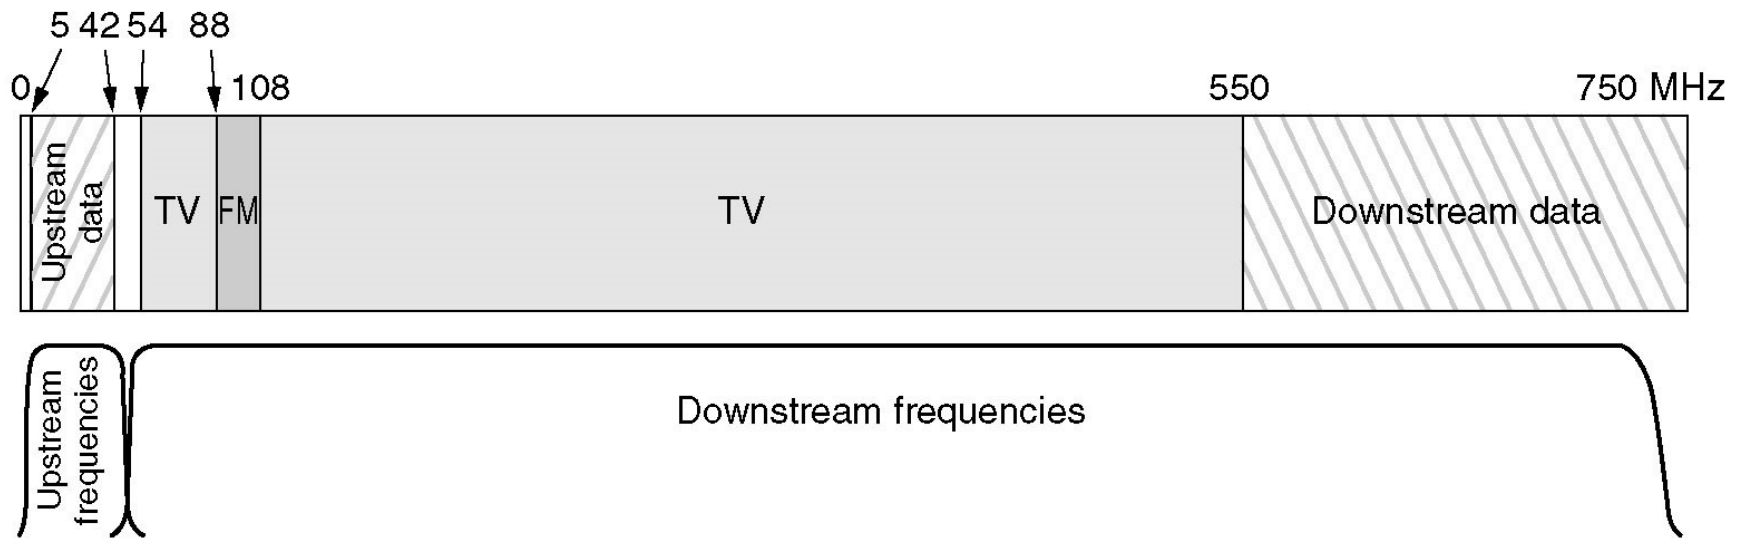 5 42 54 88
0 108 550 750 MHz
Upstream
data
TV FM TV Downstream data
Upstream
frequencies
Downstream frequencies